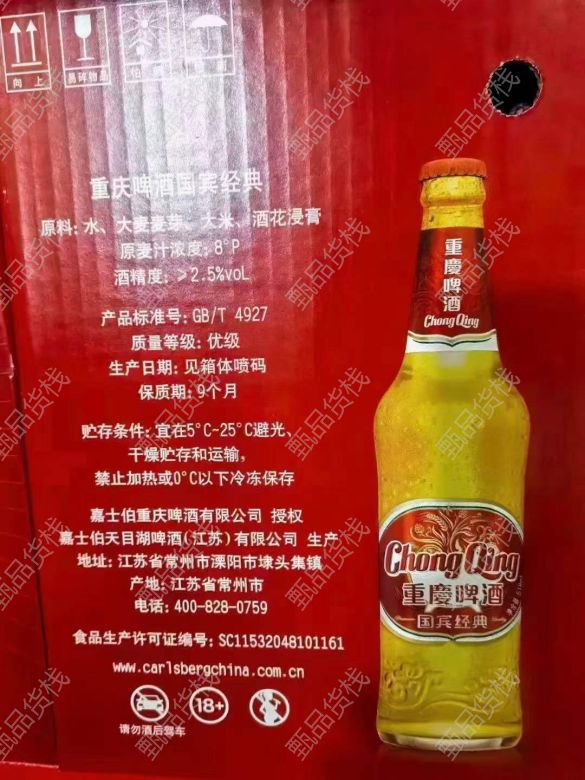 向上
易碎物品
重庆啤酒国宾经典
原料: 水、大麦麦芽、大米、酒花浸膏
原麦汁浓度: 8°P
酒精度: ＞2.5%voL
产品标准号: GB/T 4927
质量等级: 优级
生产日期: 见箱体喷码
保质期: 9个月
贮存条件: 宜在5°C-25°C避光、
干燥贮存和运输,
禁止加热或0°C以下冷冻保存
嘉士伯重庆啤酒有限公司 授权
嘉士伯天目湖啤酒(江苏)有限公司 生产
地址: 江苏省常州市溧阳市埭头集镇
产地: 江苏省常州市
电话: 400-828-0759
食品生产许可证编号: SC11532048101161
www.carlsbergchina.com.cn
18+
请勿酒后驾车
重慶啤酒
Chong Qing
Chong Qing
重慶啤酒
国宾经典
甄品货栈